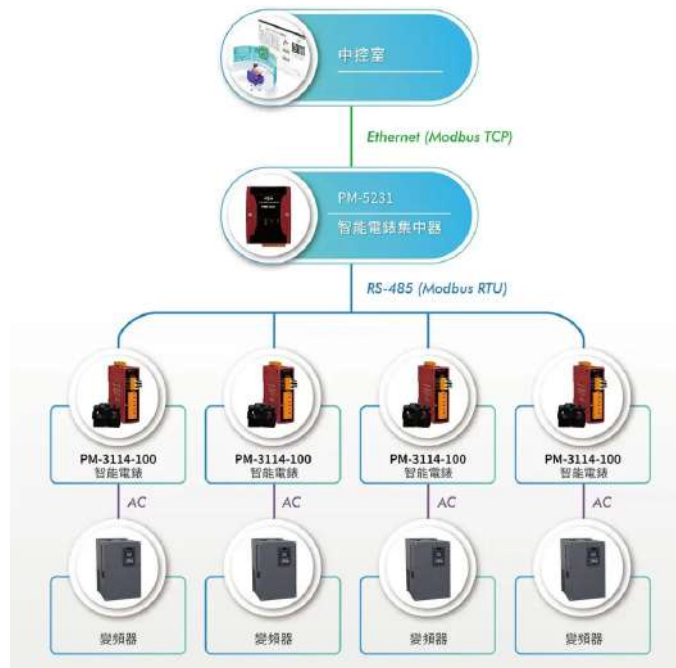 中控室
Ethernet (Modbus TCP)
PM-5231
智能電錶集中器
RS-485 (Modbus RTU)
PM-3114-100
智能電錶
PM-3114-100
智能電錶
PM-3114-100
智能電錶
PM-3114-100
智能電錶
AC
AC
AC
AC
變頻器
變頻器
變頻器
變頻器